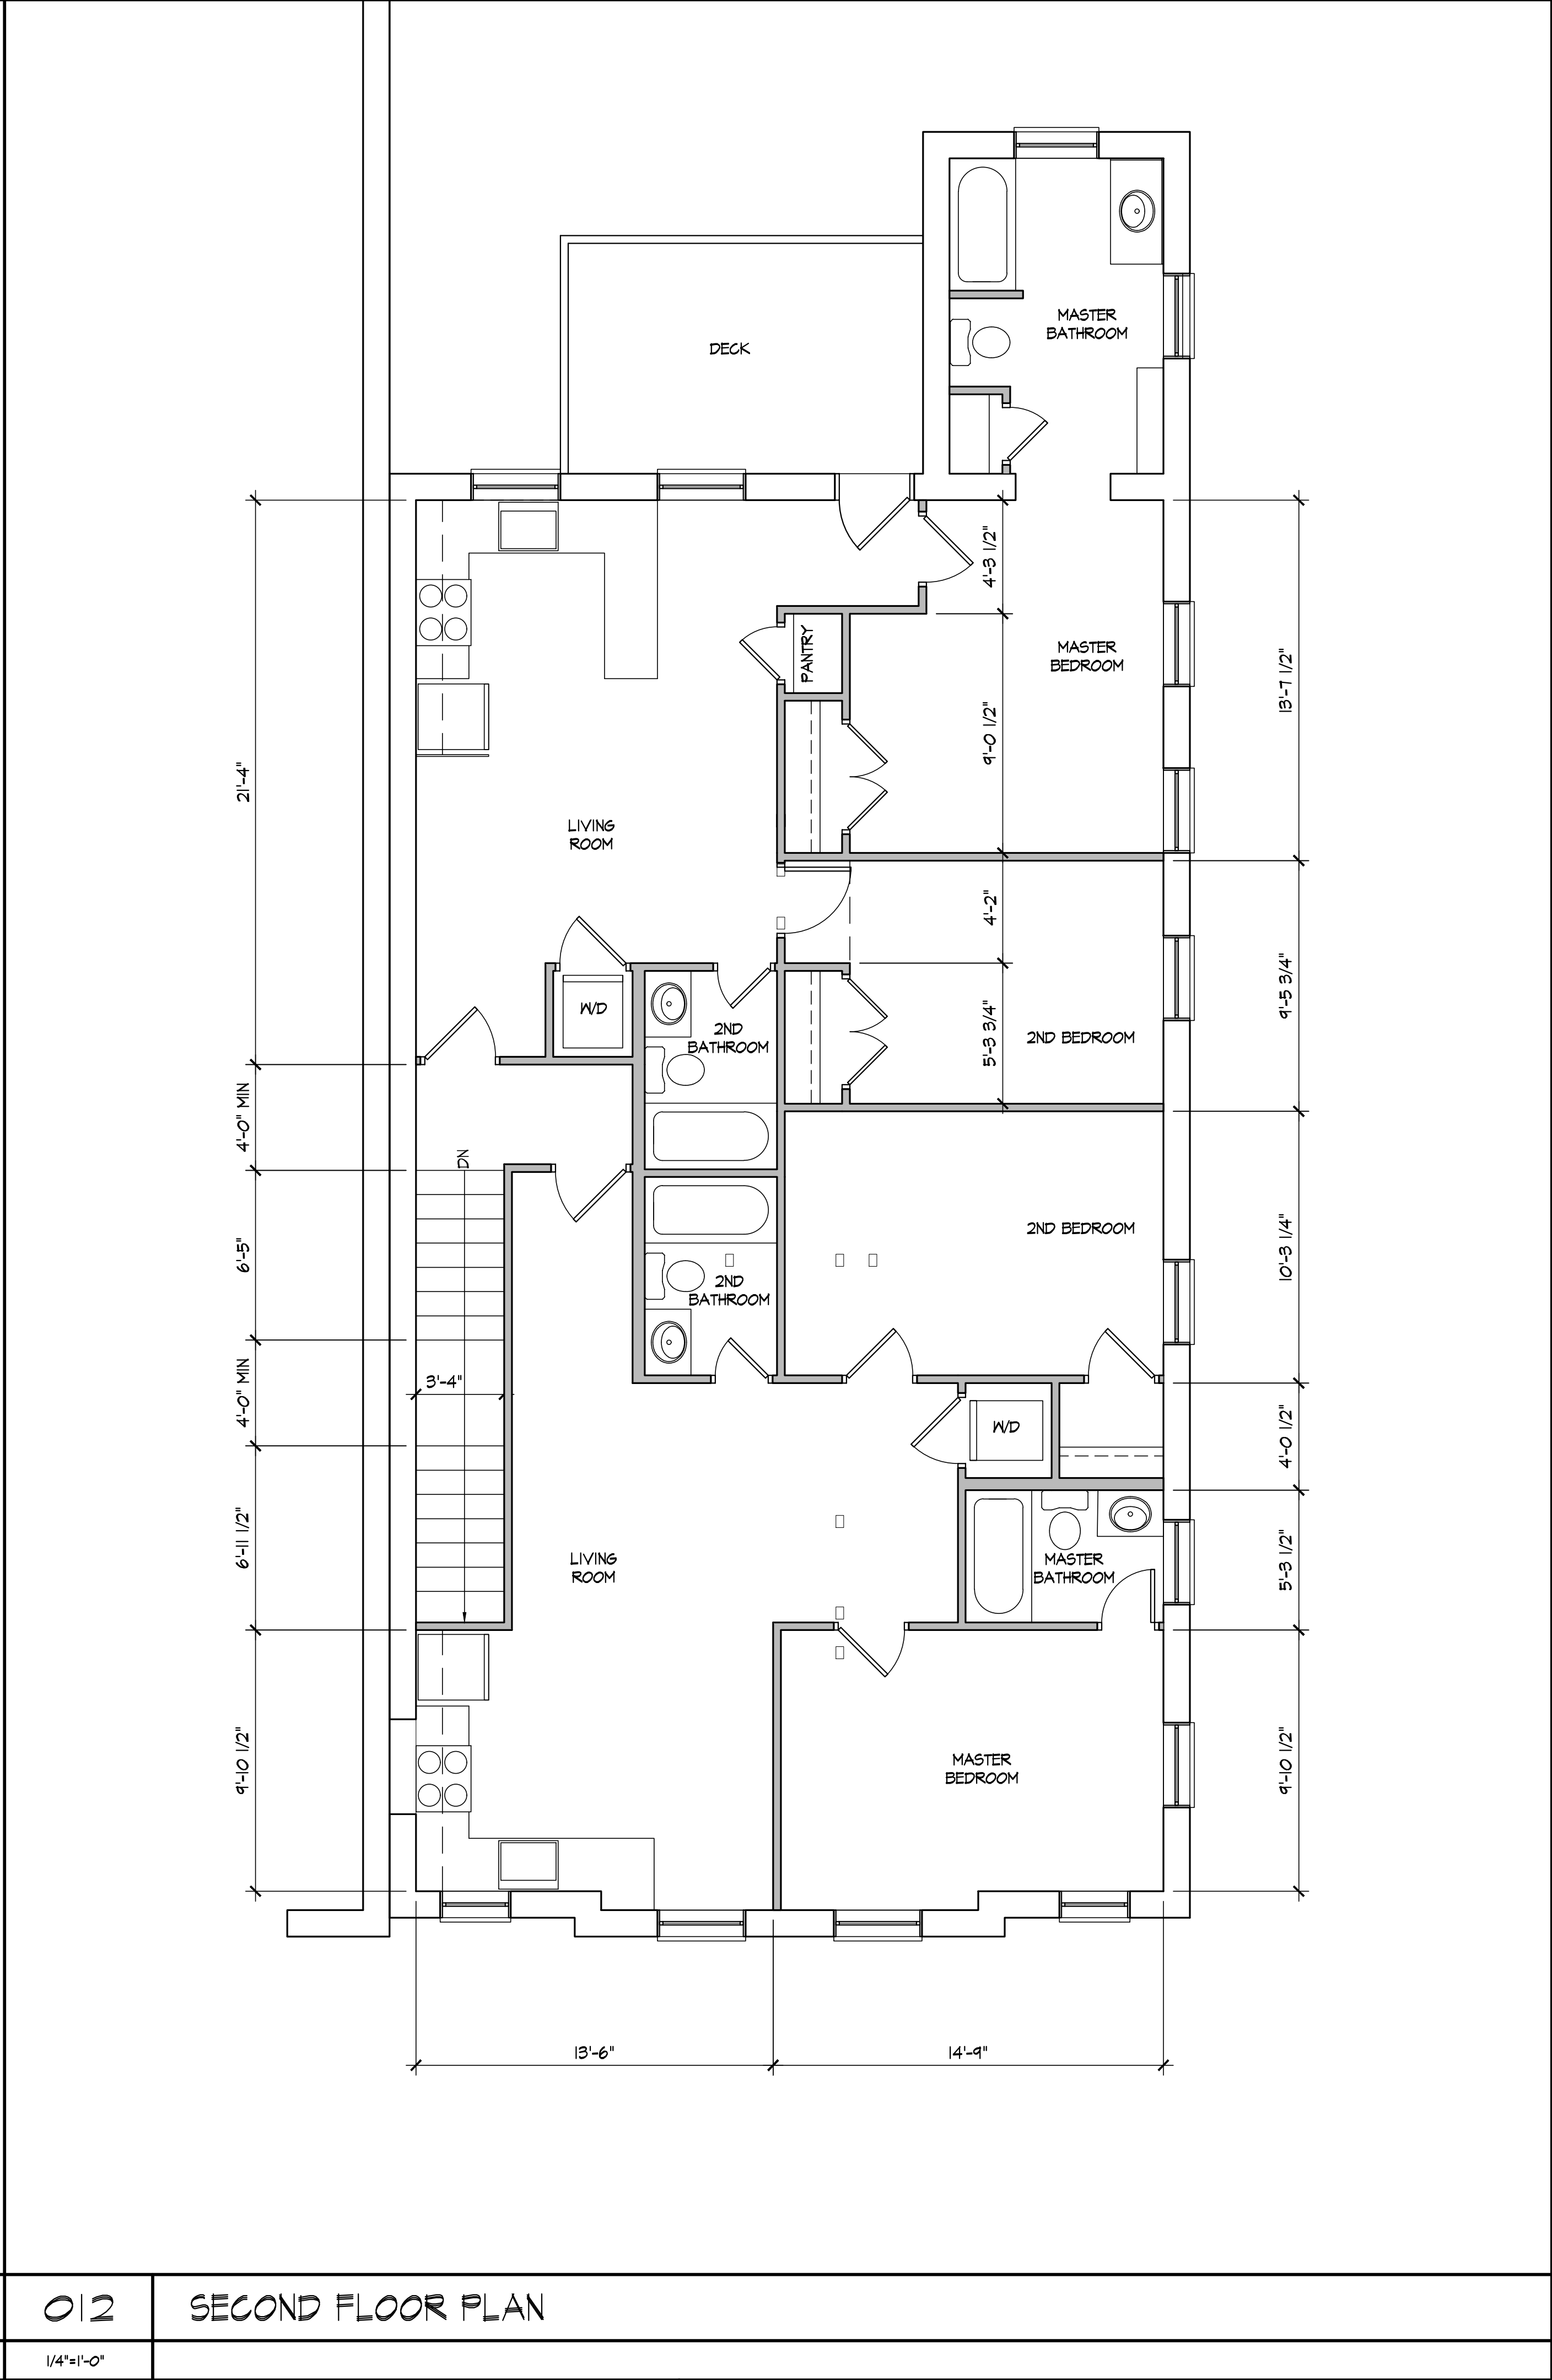 DECK
MASTER
BATHROOM
4'-3 1/2"
PANTRY
MASTER
BEDROOM
13'-7 1/2"
9'-0 1/2"
21'-4"
LIVING
ROOM
4'-2"
9'-5 3/4"
W/D
2ND
BATHROOM
5'-3 3/4"
2ND BEDROOM
4'-0" MIN
DN
6'-5"
2ND BEDROOM
10'-3 1/4"
2ND
BATHROOM
4'-0" MIN
3'-4"
W/D
4'-0 1/2"
6'-11 1/2"
LIVING
ROOM
MASTER
BATHROOM
5'-3 1/2"
9'-10 1/2"
MASTER
BEDROOM
9'-10 1/2"
13'-6"
14'-9"
012
SECOND FLOOR PLAN
1/4"=1'-0"